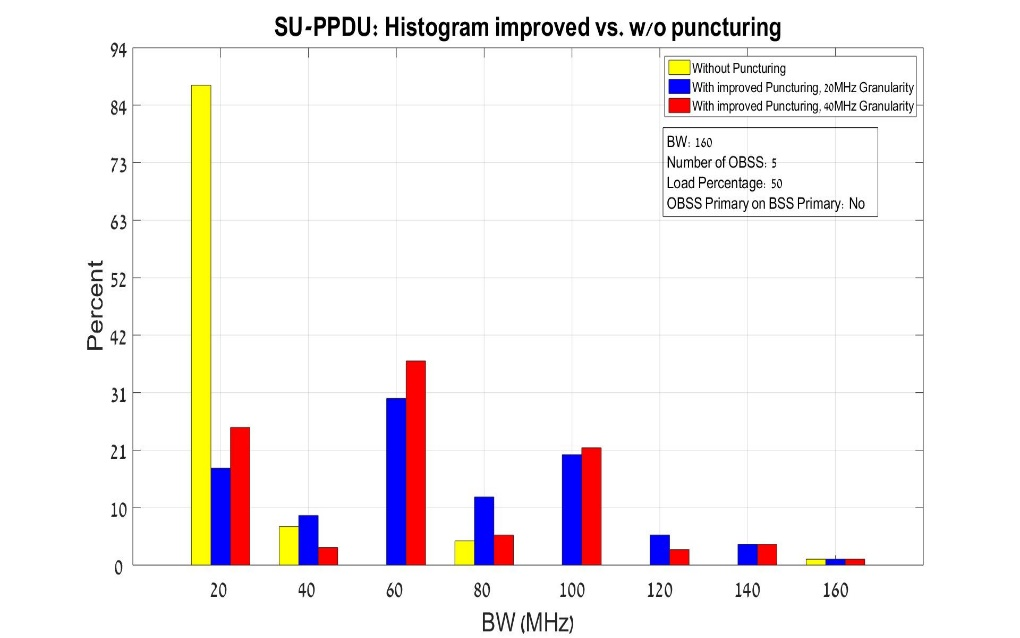 SU-PPDU: Histogram improved vs. w/o puncturing
94
84
73
63
52
42
31
21
10
0
Percent
Without Puncturing
With improved Puncturing, 20MHz Granularity
With improved Puncturing, 40MHz Granularity
BW: 160
Number of OBSS: 5
Load Percentage: 50
OBSS Primary on BSS Primary: No
20 40 60 80 100 120 140 160
BW (MHz)